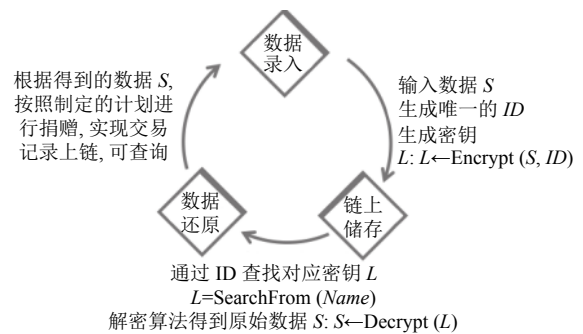 数据
录入
根据得到的数据 S,
按照制定的计划进
行捐赠, 实现交易
记录上链, 可查询
输入数据 S
生成唯一的 ID
生成密钥
L: L←Encrypt (S, ID)
数据
还原
链上
储存
通过 ID 查找对应密钥 L
L=SearchFrom (Name)
解密算法得到原始数据 S: S←Decrypt (L)